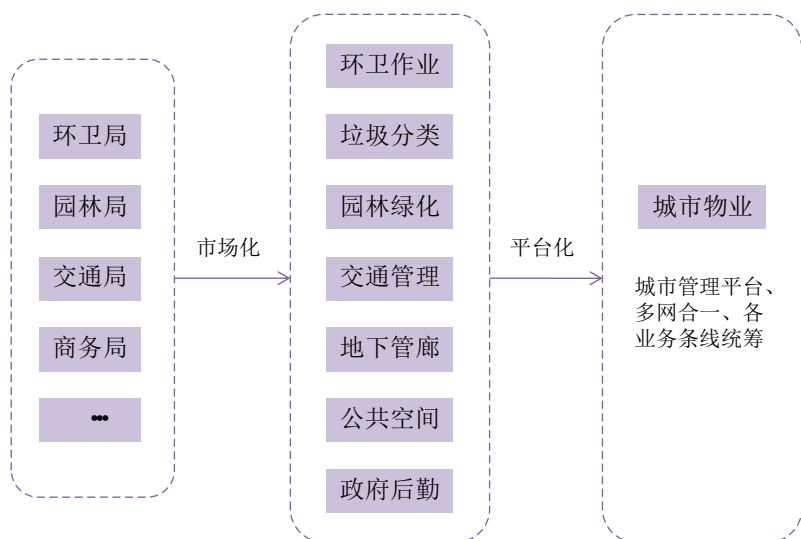 环卫局
园林局
交通局
商务局
•••
市场化
环卫作业
垃圾分类
园林绿化
交通管理
地下管廊
公共空间
政府后勤
平台化
城市物业
城市管理平台、
多网合一、各
业务条线统筹